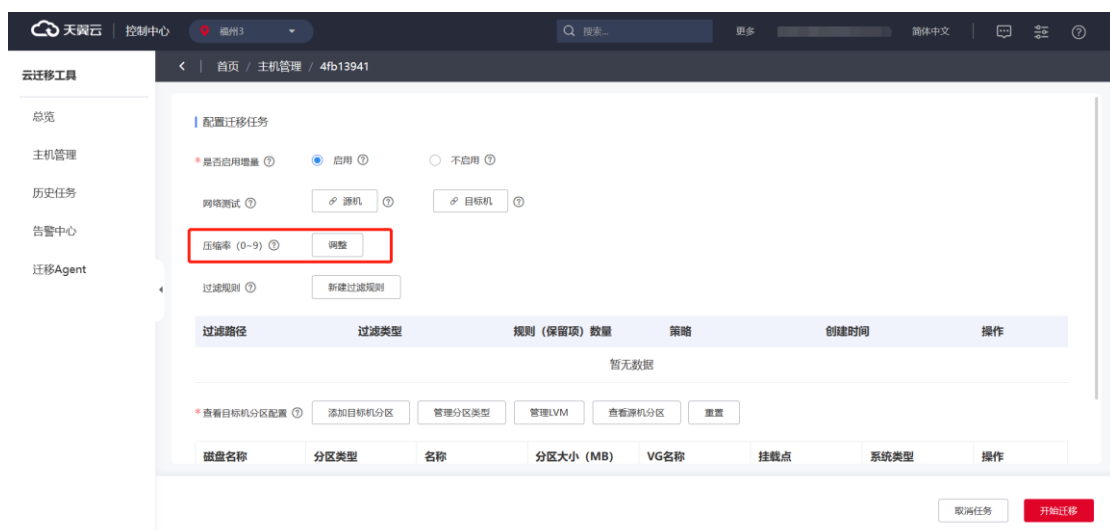 天翼云 | 控制中心 福州3 搜索... 更多 简体中文
云迁移工具
首页 / 主机管理 / 4fb13941
总览
主机管理
历史任务
告警中心
迁移Agent
配置迁移任务
* 是否启用增量 启用 不启用
网络测试 源机 目标机
压缩率（0~9） 调整
过滤规则 新建过滤规则
过滤路径 过滤类型 规则（保留项）数量 策略 创建时间 操作
暂无数据
* 查看目标机分区配置 添加目标机分区 管理分区类型 管理LVM 查看源机分区 重置
磁盘名称 分区类型 名称 分区大小（MB） VG名称 挂载点 系统类型 操作
取消任务 开始迁移